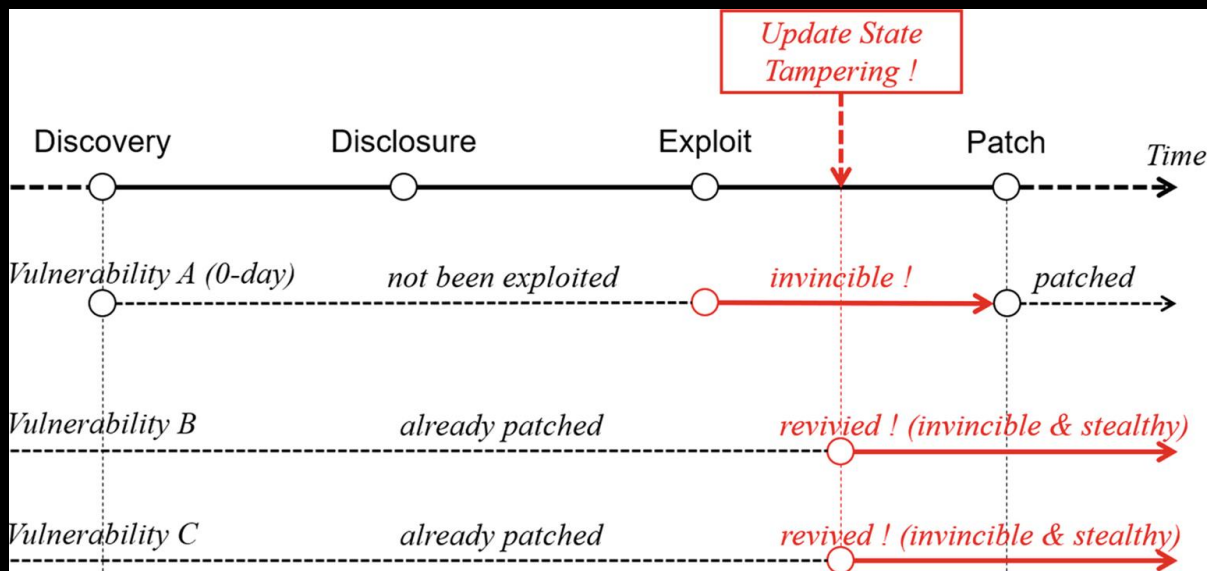 Update State
Tampering !
Discovery
Disclosure
Exploit
Patch
Time
Vulnerability A (0-day)
not been exploited
invincible !
patched
Vulnerability B
already patched
revivied ! (invincible & stealthy)
Vulnerability C
already patched
revived ! (invincible & stealthy)